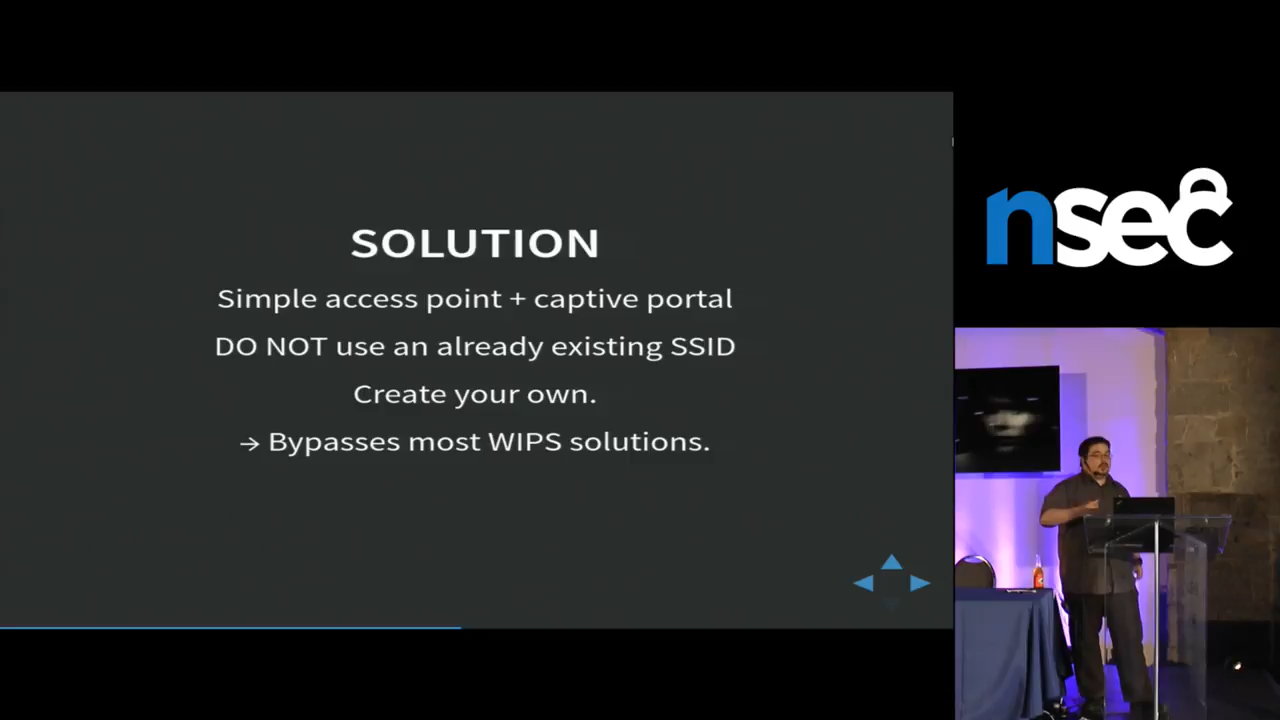 SOLUTION
Simple access point + captive portal
DO NOT use an already existing SSID
Create your own.
→ Bypasses most WIPS solutions.
nsec